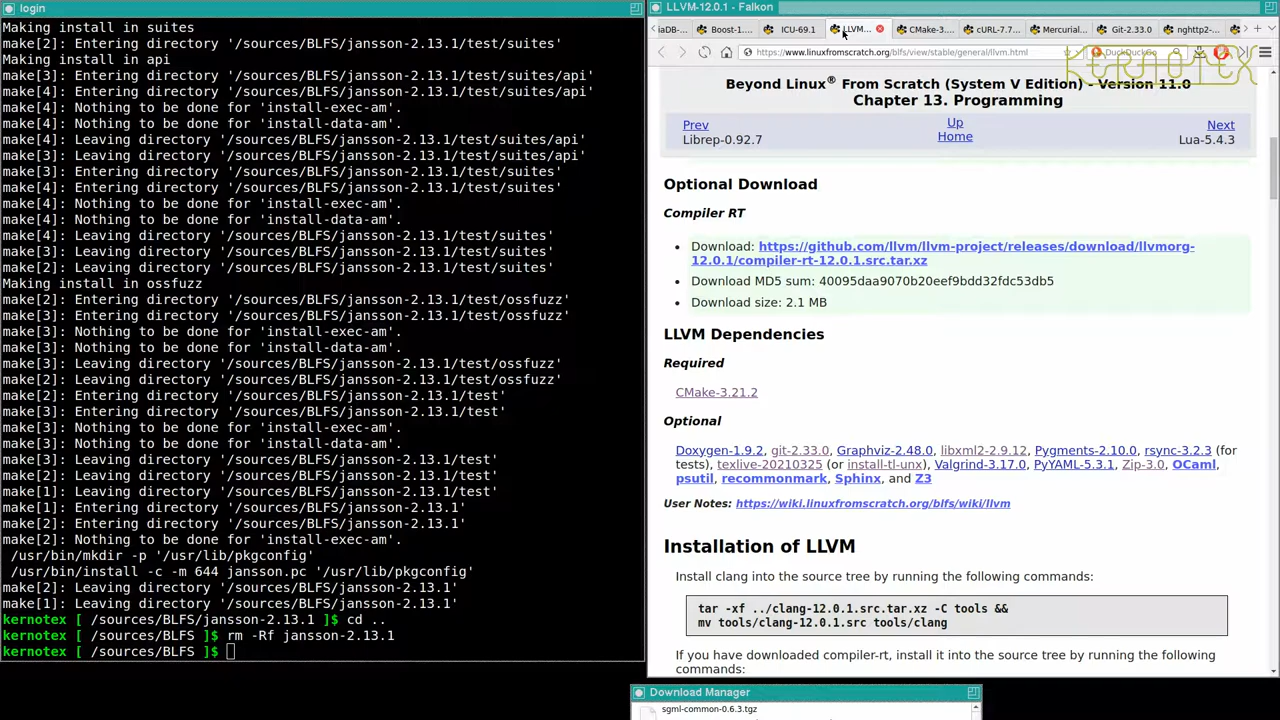 login
Making install in suites
make[2]: Entering directory '/sources/BLFS/jansson-2.13.1/test/suites'
Making install in api
make[3]: Entering directory '/sources/BLFS/jansson-2.13.1/test/suites/api'
make[4]: Entering directory '/sources/BLFS/jansson-2.13.1/test/suites/api'
make[4]: Nothing to be done for 'install-exec-am'.
make[4]: Nothing to be done for 'install-data-am'.
make[4]: Leaving directory '/sources/BLFS/jansson-2.13.1/test/suites/api'
make[3]: Leaving directory '/sources/BLFS/jansson-2.13.1/test/suites/api'
make[3]: Entering directory '/sources/BLFS/jansson-2.13.1/test/suites'
make[4]: Entering directory '/sources/BLFS/jansson-2.13.1/test/suites'
make[4]: Nothing to be done for 'install-exec-am'.
make[4]: Nothing to be done for 'install-data-am'.
make[4]: Leaving directory '/sources/BLFS/jansson-2.13.1/test/suites'
make[3]: Leaving directory '/sources/BLFS/jansson-2.13.1/test/suites'
make[2]: Leaving directory '/sources/BLFS/jansson-2.13.1/test/suites'
Making install in ossfuzz
make[2]: Entering directory '/sources/BLFS/jansson-2.13.1/test/ossfuzz'
make[3]: Entering directory '/sources/BLFS/jansson-2.13.1/test/ossfuzz'
make[3]: Nothing to be done for 'install-exec-am'.
make[3]: Nothing to be done for 'install-data-am'.
make[3]: Leaving directory '/sources/BLFS/jansson-2.13.1/test/ossfuzz'
make[2]: Leaving directory '/sources/BLFS/jansson-2.13.1/test/ossfuzz'
make[2]: Entering directory '/sources/BLFS/jansson-2.13.1/test'
make[3]: Entering directory '/sources/BLFS/jansson-2.13.1/test'
make[3]: Nothing to be done for 'install-exec-am'.
make[3]: Nothing to be done for 'install-data-am'.
make[3]: Leaving directory '/sources/BLFS/jansson-2.13.1/test'
make[2]: Leaving directory '/sources/BLFS/jansson-2.13.1/test'
make[1]: Leaving directory '/sources/BLFS/jansson-2.13.1/test'
make[1]: Entering directory '/sources/BLFS/jansson-2.13.1'
make[2]: Entering directory '/sources/BLFS/jansson-2.13.1'
make[2]: Nothing to be done for 'install-exec-am'.
/usr/bin/mkdir -p '/usr/lib/pkgconfig'
/usr/bin/install -c -m 644 jansson.pc '/usr/lib/pkgconfig'
make[2]: Leaving directory '/sources/BLFS/jansson-2.13.1'
make[1]: Leaving directory '/sources/BLFS/jansson-2.13.1'
kernotex [ /sources/BLFS/jansson-2.13.1 ]$ cd ..
kernotex [ /sources/BLFS ]$ rm -Rf jansson-2.13.1
kernotex [ /sources/BLFS ]$
LLVM-12.0.1 - Falkon
iaDB-... Boost-1.... ICU-69.1 LLVM... CMake-3.... cURL-7.7... Mercurial... Git-2.33.0 nghttp2-...
https://www.linuxfromscratch.org/blfs/view/stable/general/llvm.html DuckDuckGo
KERNOTEX
Beyond Linux® From Scratch (System V Edition) - Version 11.0
Chapter 13. Programming
Prev Up Next
Librep-0.92.7 Home Lua-5.4.3
Optional Download
Compiler RT
• Download: https://github.com/llvm/llvm-project/releases/download/llvmorg-
12.0.1/compiler-rt-12.0.1.src.tar.xz
• Download MD5 sum: 40095daa9070b20eef9bdd32fdc53db5
• Download size: 2.1 MB
LLVM Dependencies
Required
CMake-3.21.2
Optional
Doxygen-1.9.2, git-2.33.0, Graphviz-2.48.0, libxml2-2.9.12, Pygments-2.10.0, rsync-3.2.3 (for
tests), texlive-20210325 (or install-tl-unx), Valgrind-3.17.0, PyYAML-5.3.1, Zip-3.0, OCaml,
psutil, recommonmark, Sphinx, and Z3
User Notes: https://wiki.linuxfromscratch.org/blfs/wiki/llvm
Installation of LLVM
Install clang into the source tree by running the following commands:
tar -xf ../clang-12.0.1.src.tar.xz -C tools &&
mv tools/clang-12.0.1.src tools/clang
If you have downloaded compiler-rt, install it into the source tree by running the following
commands:
Download Manager
sgml-common-0.6.3.tgz